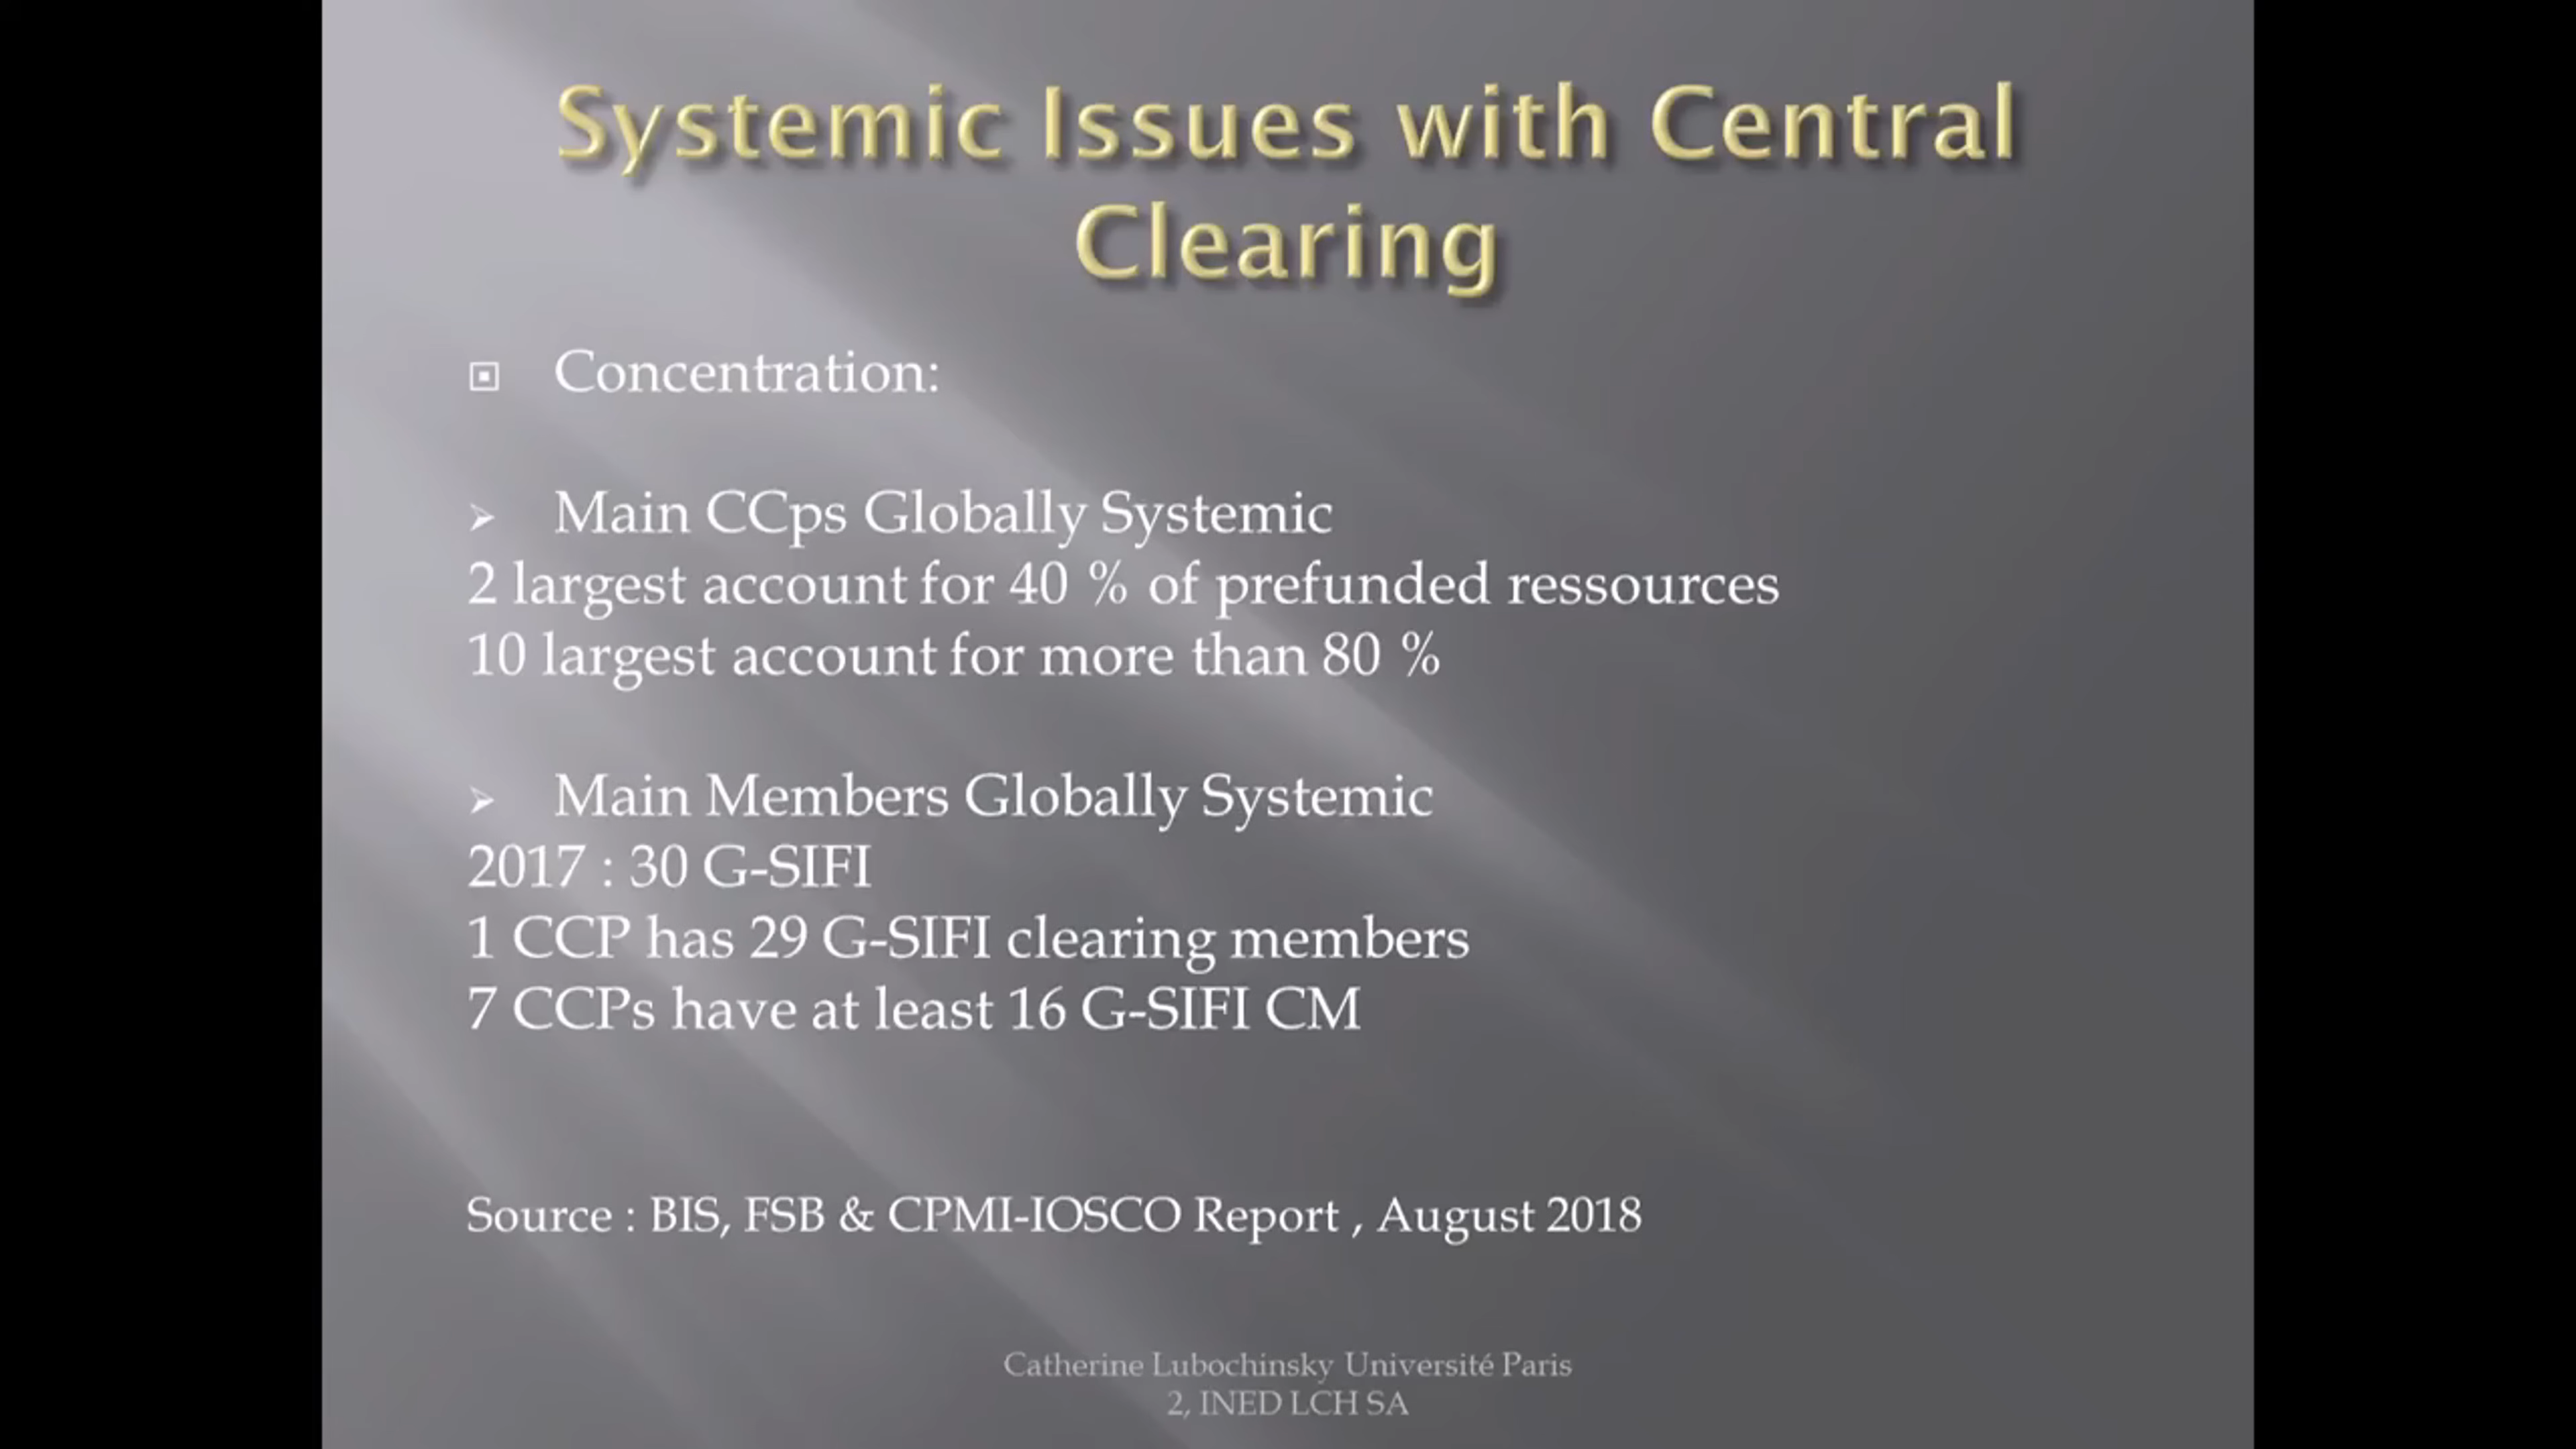 Systemic Issues with Central
Clearing
Concentration:
Main CCps Globally Systemic
2 largest account for 40 % of prefunded ressources
10 largest account for more than 80 %
Main Members Globally Systemic
2017 : 30 G-SIFI
1 CCP has 29 G-SIFI clearing members
7 CCPs have at least 16 G-SIFI CM
Source : BIS, FSB & CPMI-IOSCO Report , August 2018
Catherine Lubochinsky Université Paris
2, INED LCH SA